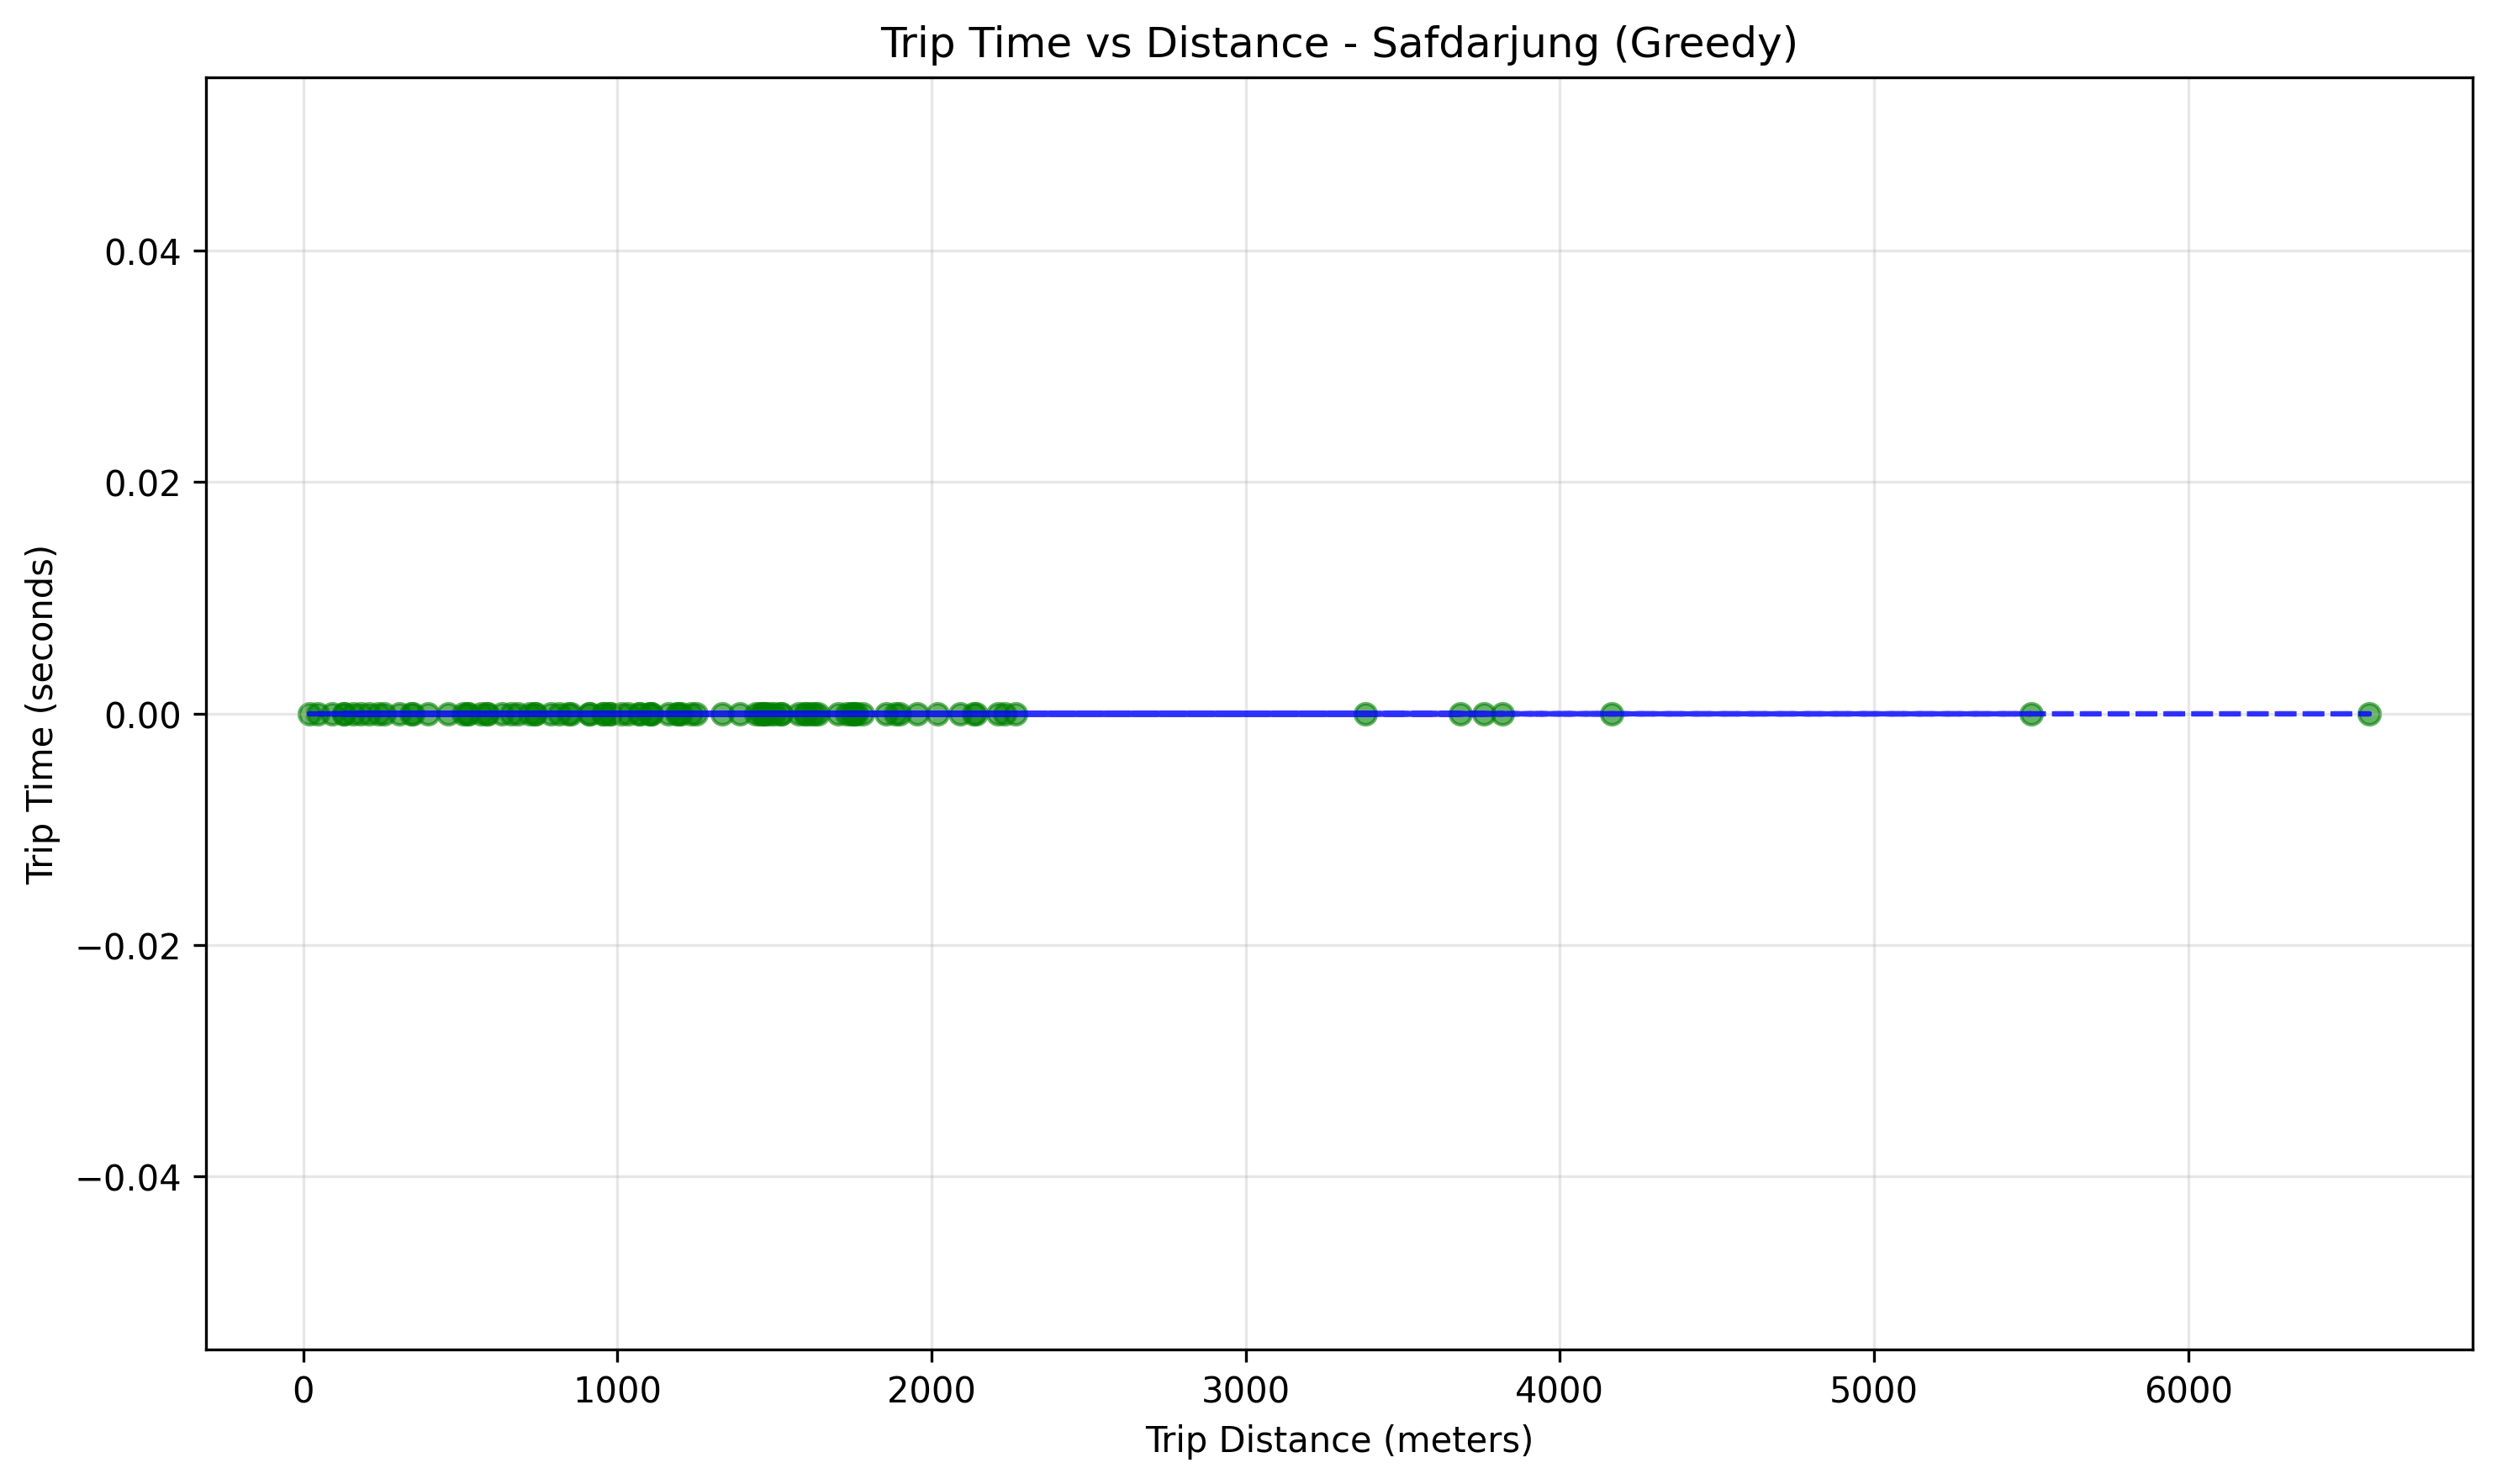 Trip Time vs Distance - Safdarjung (Greedy)
Trip Time (seconds)
0.04
0.02
0.00
−0.02
−0.04
0 1000 2000 3000 4000 5000 6000
Trip Distance (meters)